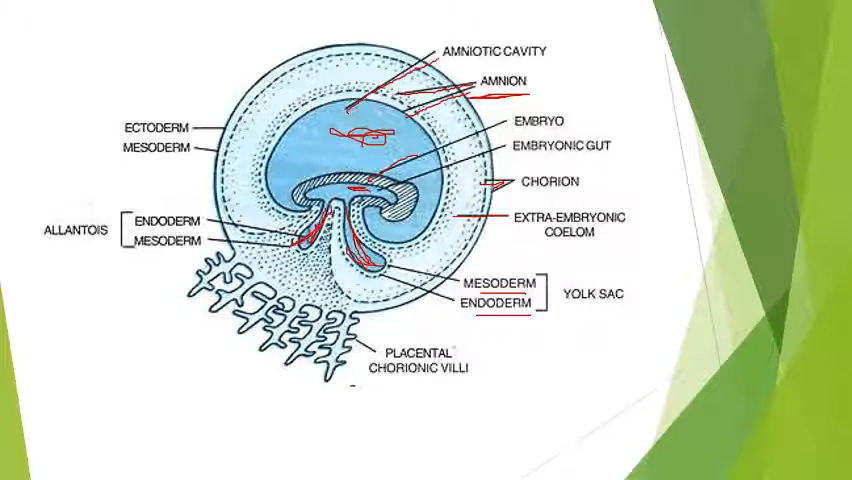 AMNIOTIC CAVITY
AMNION
EMBRYO
ECTODERM
MESODERM
EMBRYONIC GUT
CHORION
ALLANTOIS
ENDODERM
MESODERM
EXTRA-EMBRYONIC
COELOM
MESODERM
ENDODERM
YOLK SAC
PLACENTAL
CHORIONIC VILLI